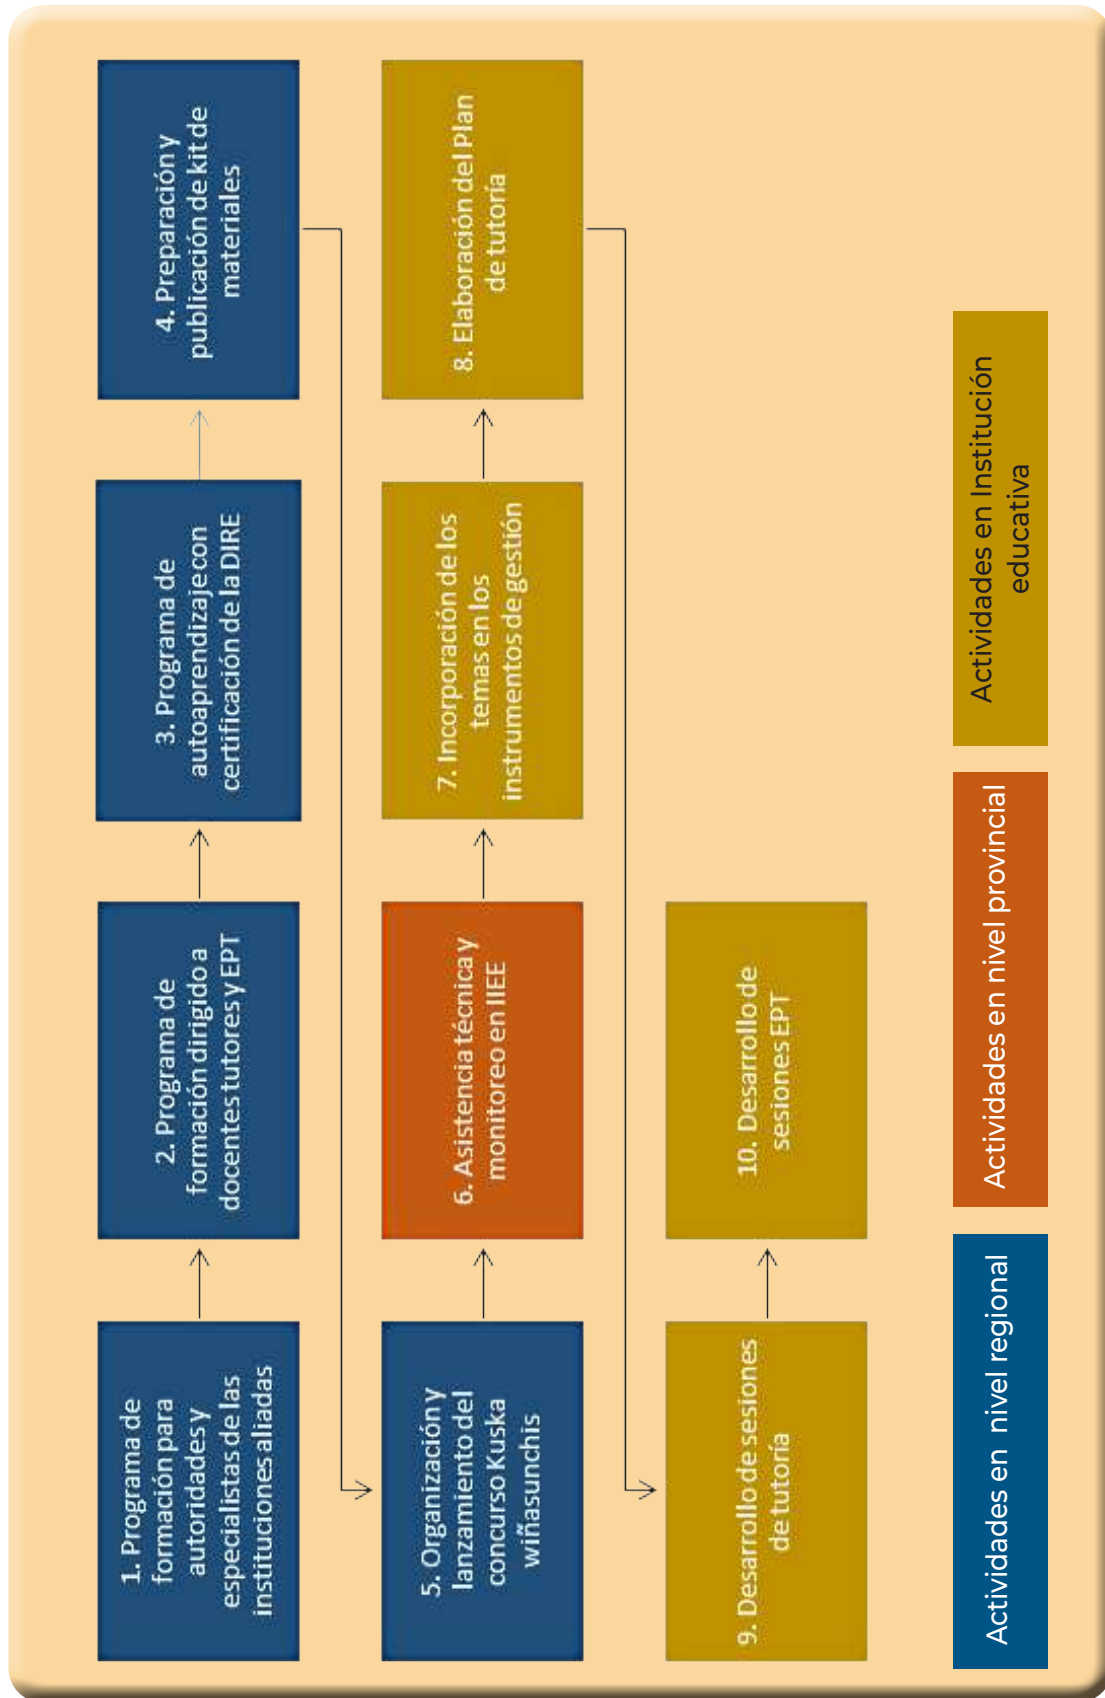 1. Programa de
formación para
autoridades y
especialistas de las
instituciones aliadas
2. Programa de
formación dirigido a
docentes tutores y EPT
3. Programa de
autoaprendizaje con
certificación de la DIRE
4. Preparación y
publicación de kit de
materiales
5. Organización y
lanzamiento del
concurso Kuska
wiñasunchis
6. Asistencia técnica y
monitoreo en IIEE
7. Incorporación de los
temas en los
instrumentos de gestión
8. Elaboración del Plan
de tutoría
9. Desarrollo de sesiones
de tutoría
10. Desarrollo de
sesiones EPT
Actividades en nivel regional
Actividades en nivel provincial
Actividades en Institución
educativa